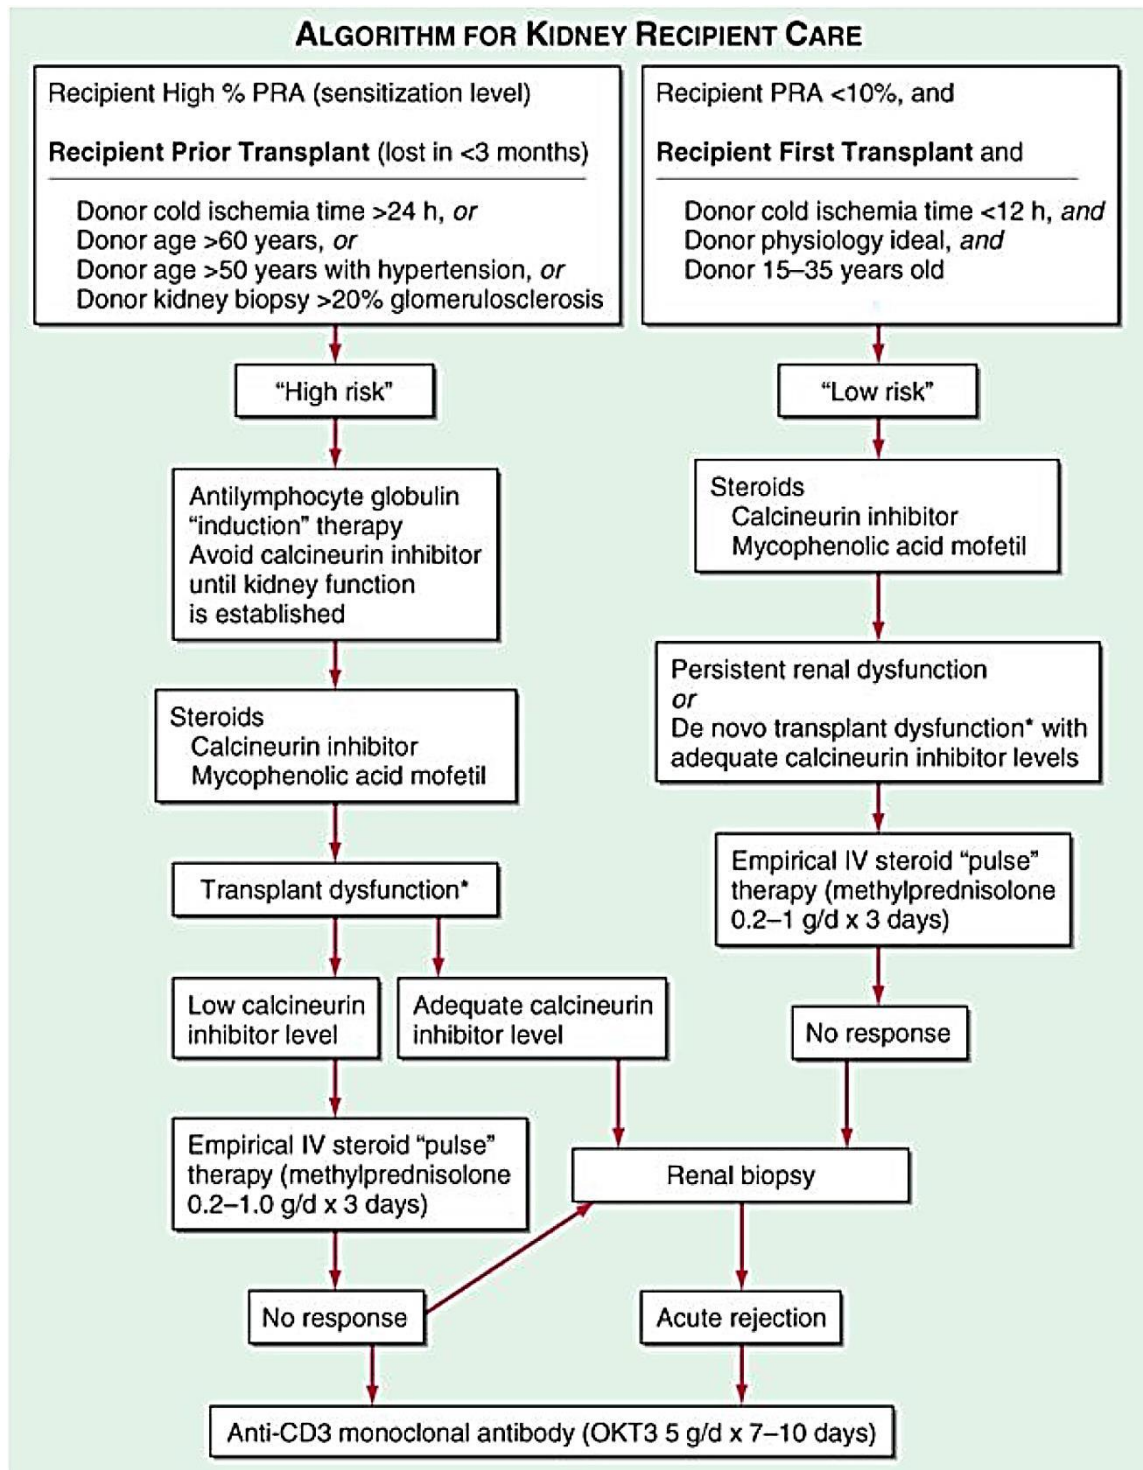 ALGORITHM FOR KIDNEY RECIPIENT CARE
Recipient High % PRA (sensitization level)
Recipient Prior Transplant (lost in <3 months)
Donor cold ischemia time >24 h, or
Donor age >60 years, or
Donor age >50 years with hypertension, or
Donor kidney biopsy >20% glomerulosclerosis
Recipient PRA <10%, and
Recipient First Transplant and
Donor cold ischemia time <12 h, and
Donor physiology ideal, and
Donor 15–35 years old
“High risk”
“Low risk”
Antilymphocyte globulin
“induction” therapy
Avoid calcineurin inhibitor
until kidney function
is established
Steroids
Calcineurin inhibitor
Mycophenolic acid mofetil
Steroids
Calcineurin inhibitor
Mycophenolic acid mofetil
Persistent renal dysfunction
or
De novo transplant dysfunction* with
adequate calcineurin inhibitor levels
Transplant dysfunction*
Empirical IV steroid “pulse”
therapy (methylprednisolone
0.2–1 g/d x 3 days)
Low calcineurin
inhibitor level
Adequate calcineurin
inhibitor level
No response
Empirical IV steroid “pulse”
therapy (methylprednisolone
0.2–1.0 g/d x 3 days)
Renal biopsy
No response
Acute rejection
Anti-CD3 monoclonal antibody (OKT3 5 g/d x 7–10 days)